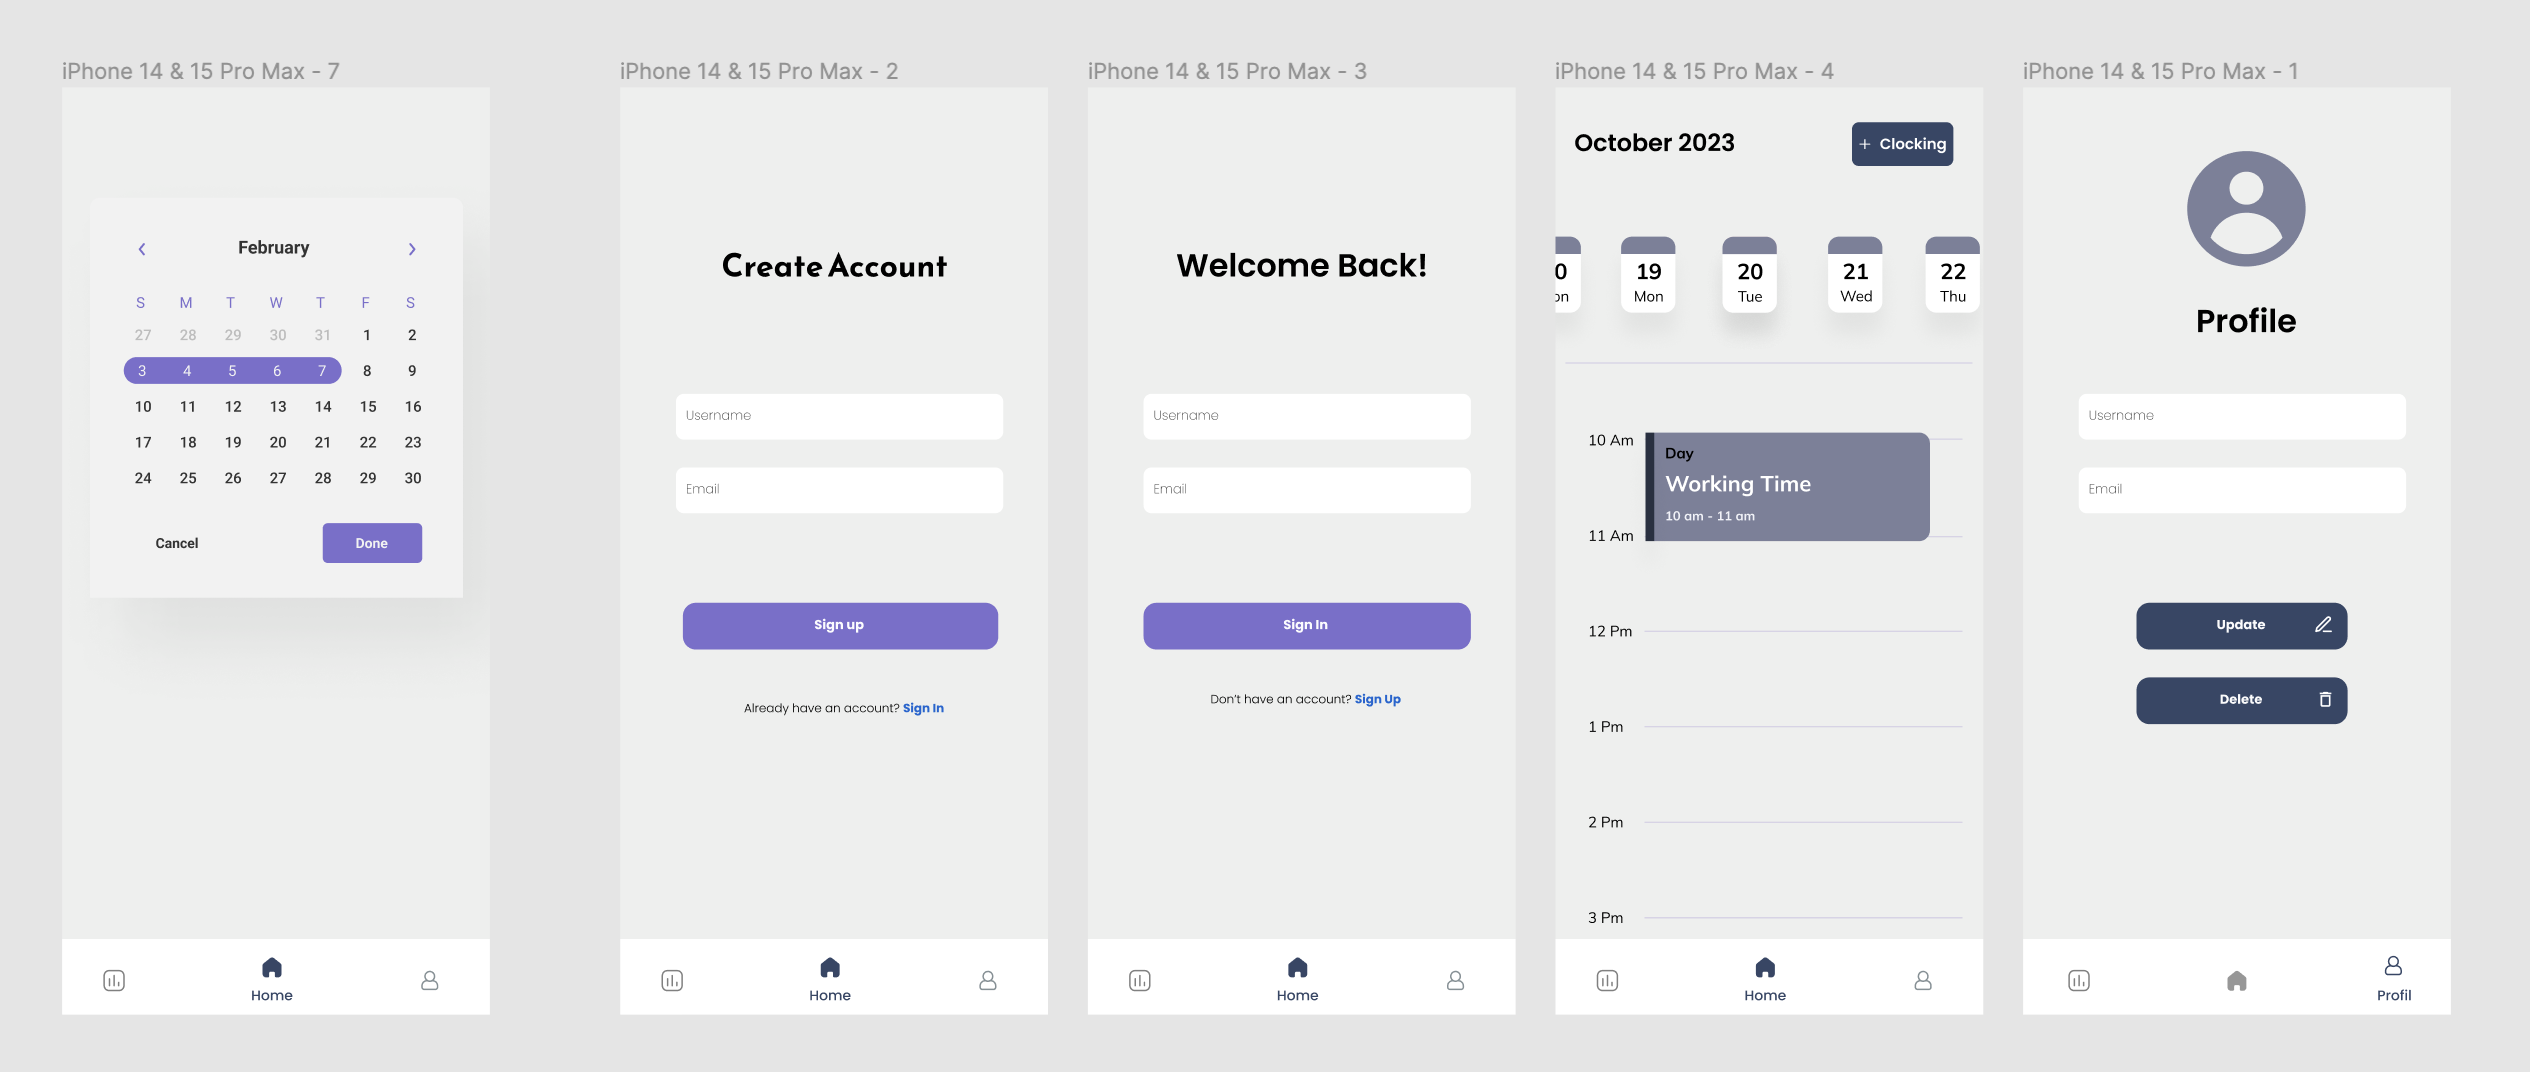 iPhone 14 & 15 Pro Max - 7
February
S M T W T F S
27 28 29 30 31 1 2
3 4 5 6 7 8 9
10 11 12 13 14 15 16
17 18 19 20 21 22 23
24 25 26 27 28 29 30
Cancel Done
Home
iPhone 14 & 15 Pro Max - 2
Create Account
Username
Email
Sign up
Already have an account? Sign In
Home
iPhone 14 & 15 Pro Max - 3
Welcome Back!
Username
Email
Sign In
Don't have an account? Sign Up
Home
iPhone 14 & 15 Pro Max - 4
October 2023 + Clocking
0 19 20 21 22
on Mon Tue Wed Thu
10 Am
Day
Working Time
10 am - 11 am
11 Am
12 Pm
1 Pm
2 Pm
3 Pm
Home
iPhone 14 & 15 Pro Max - 1
Profile
Username
Email
Update
Delete
Profil